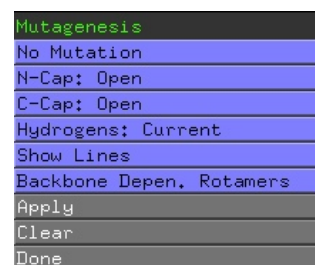 Mutagenesis
No Mutation
N-Cap: Open
C-Cap: Open
Hydrogens: Current
Show Lines
Backbone Depen. Rotamers
Apply
Clear
Done